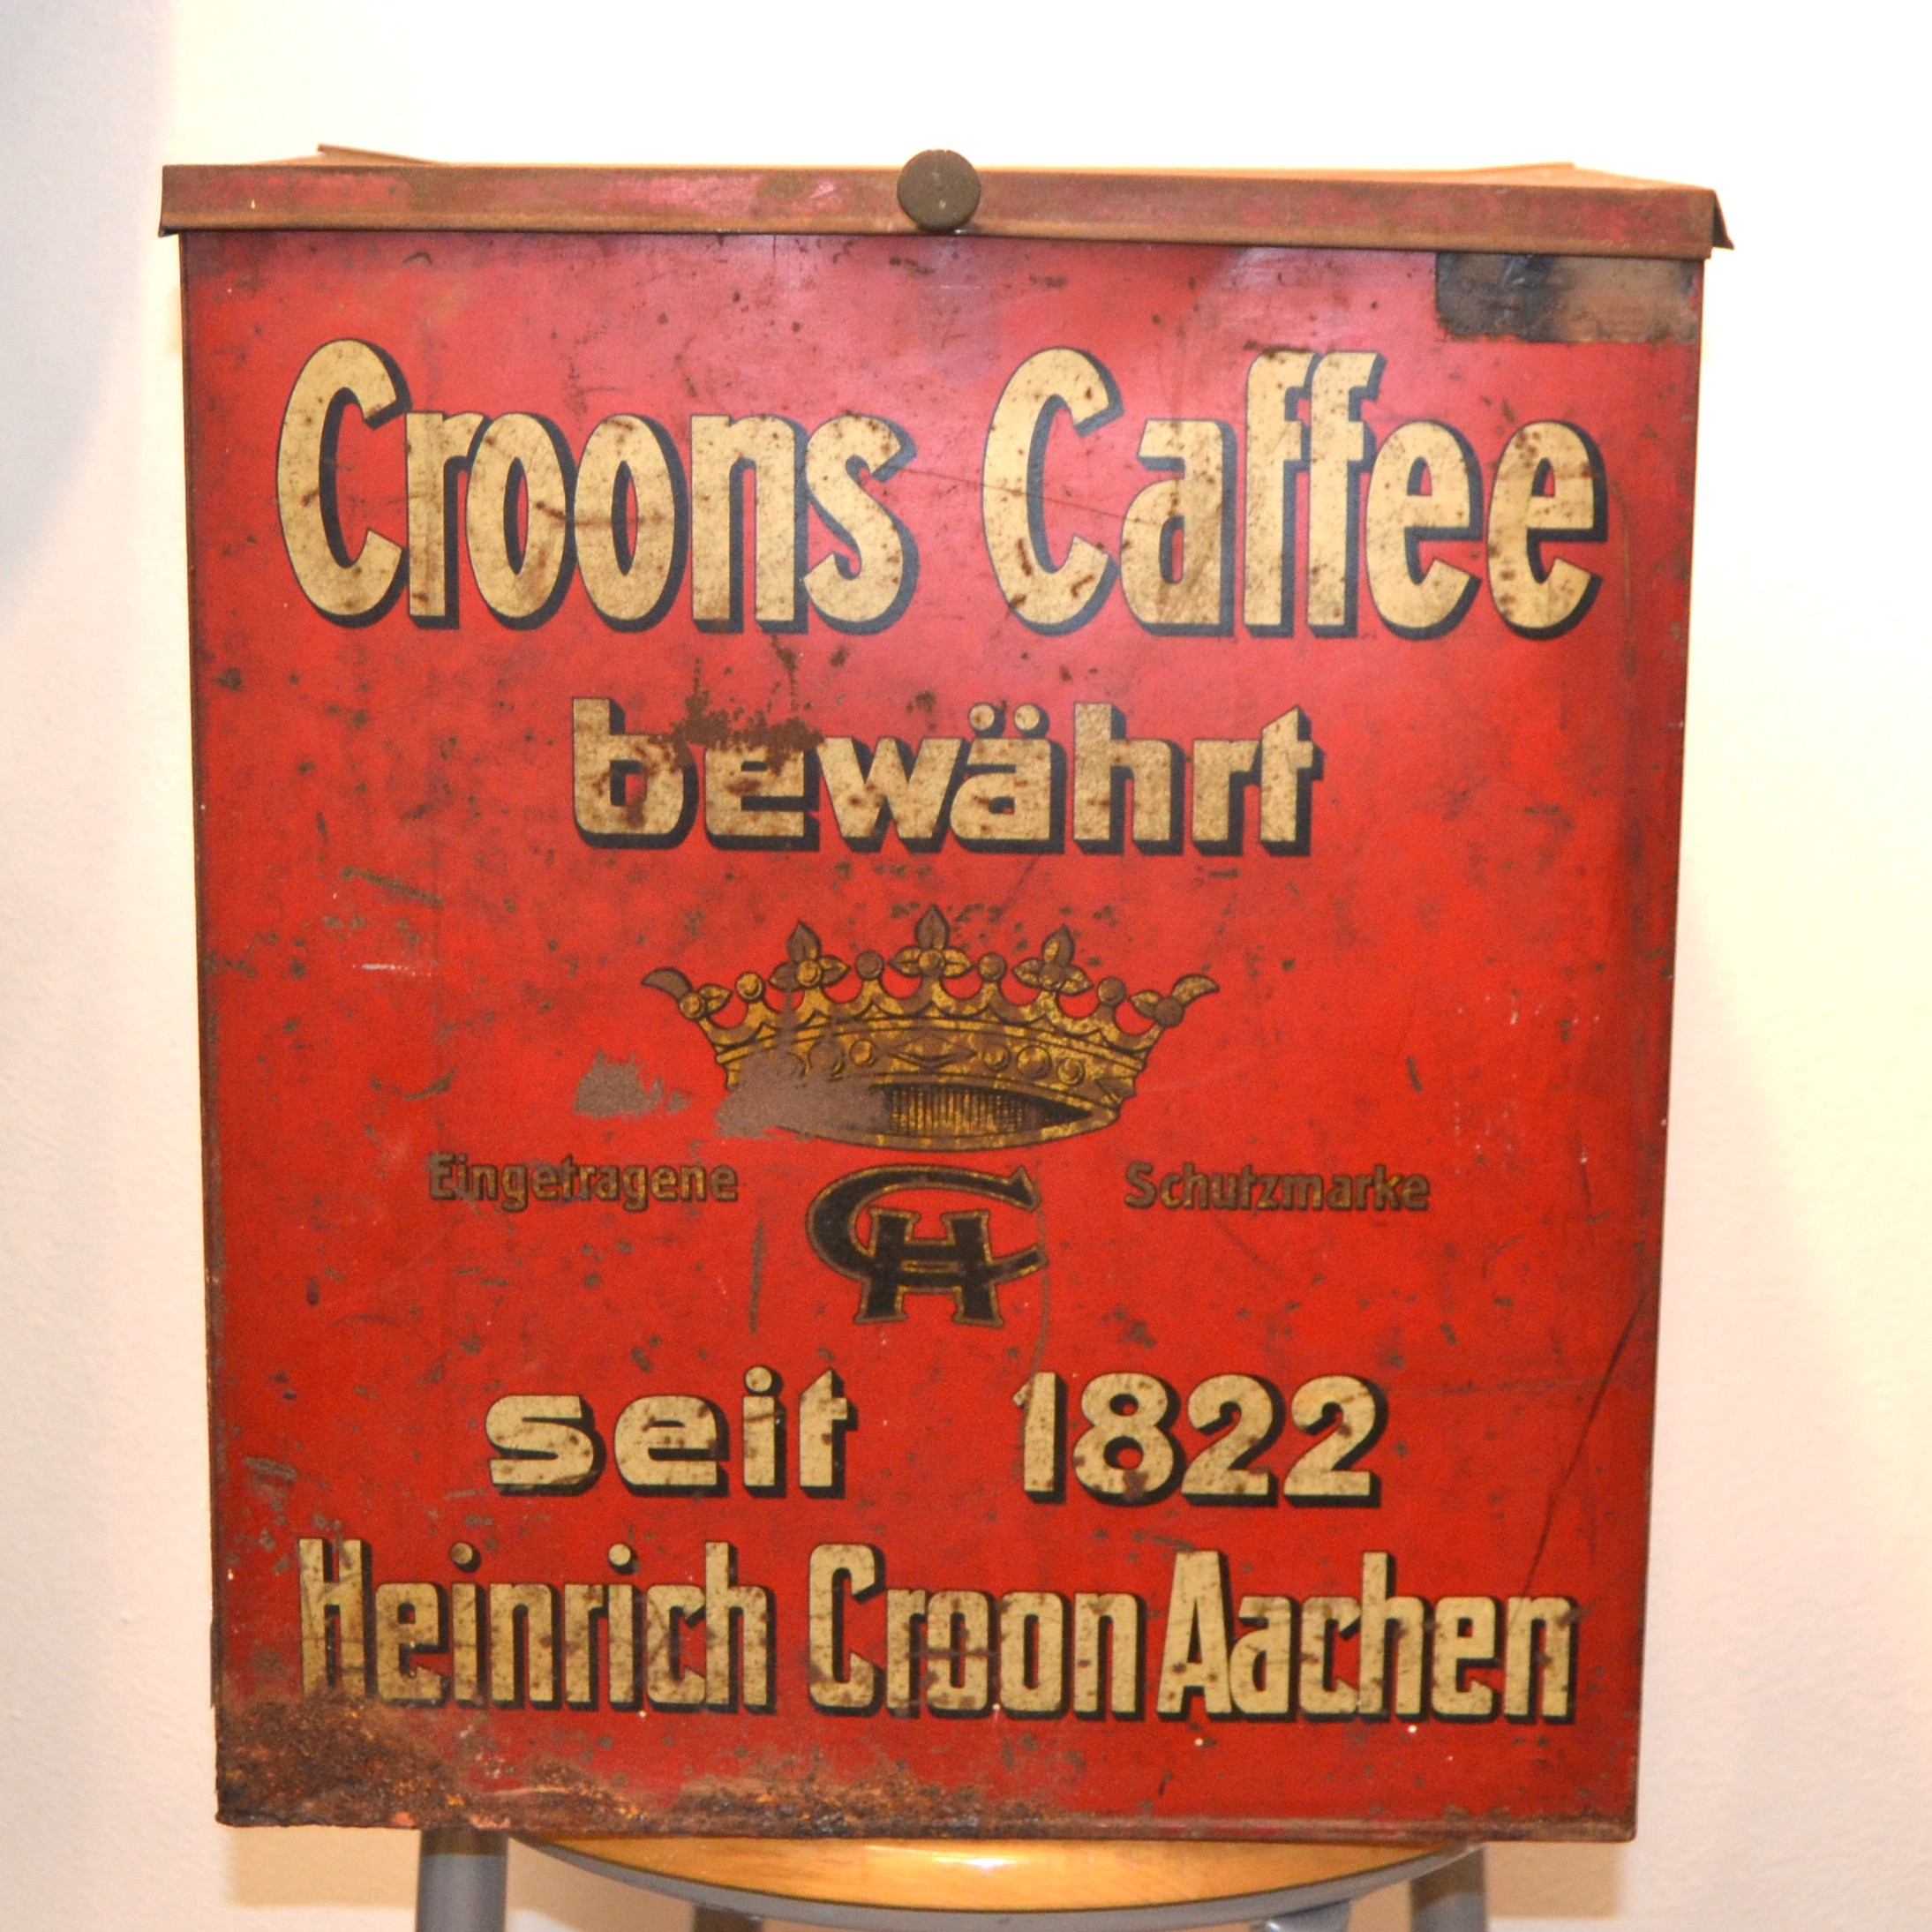 Croons Caffee
bewährt
Eingetragene CH Schutzmarke
seit 1822
Heinrich Croon Aachen